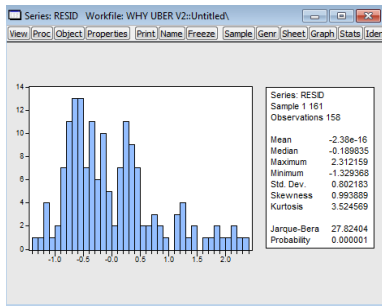 Series: RESID Workfile: WHY UBER V2::Untitled\
View Proc Object Properties Print Name Freeze Sample Genr Sheet Graph Stats Iden
14
12
10
8
6
4
2
0
-1.0 -0.5 0.0 0.5 1.0 1.5 2.0
Series: RESID
Sample 1 161
Observations 158
Mean -2.38e-16
Median -0.189835
Maximum 2.312159
Minimum -1.329368
Std. Dev. 0.802183
Skewness 0.993889
Kurtosis 3.524569
Jarque-Bera 27.82404
Probability 0.000001